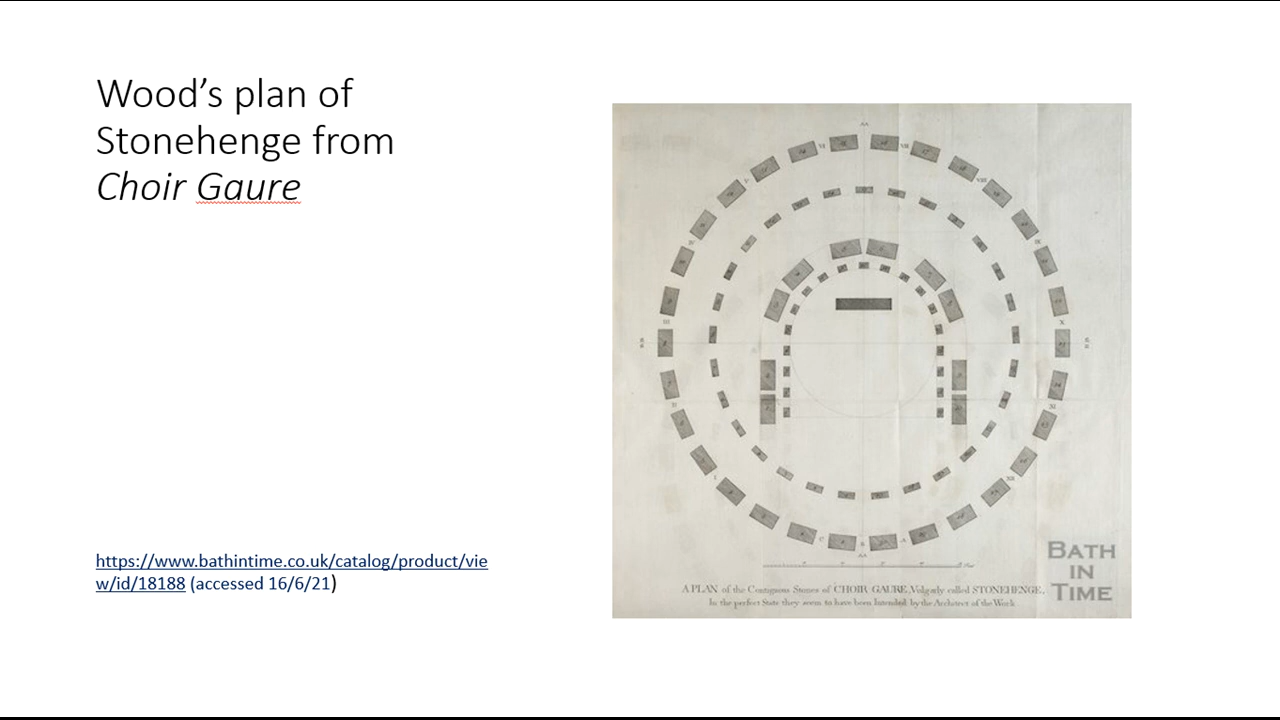 Wood’s plan of
Stonehenge from
Choir Gaure
https://www.bathintime.co.uk/catalog/product/vie
w/id/18188 (accessed 16/6/21)
A PLAN of the Contiguous Stones of CHOIR GAURE, Vulgarly called STONEHENGE.
In the perfect State they seem to have been Intended by the Architect of the Work
BATH
IN
TIME